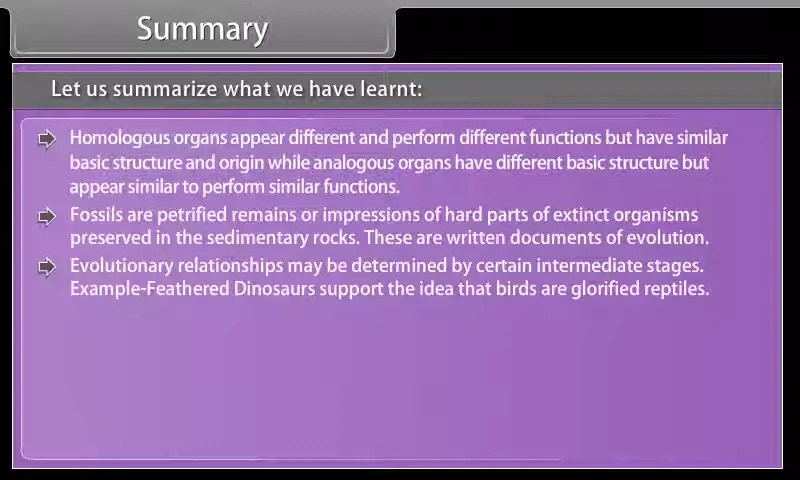 Summary
Let us summarize what we have learnt:
Homologous organs appear different and perform different functions but have similar
basic structure and origin while analogous organs have different basic structure but
appear similar to perform similar functions.
Fossils are petrified remains or impressions of hard parts of extinct organisms
preserved in the sedimentary rocks. These are written documents of evolution.
Evolutionary relationships may be determined by certain intermediate stages.
Example-Feathered Dinosaurs support the idea that birds are glorified reptiles.